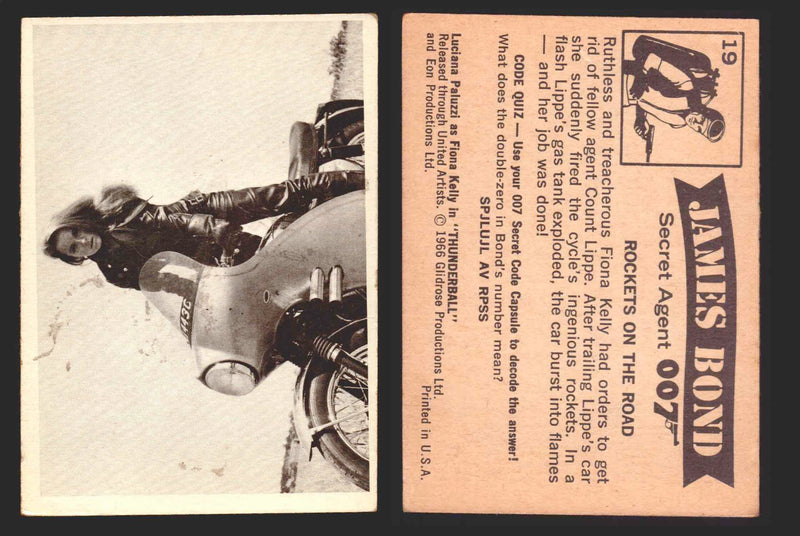 AH3G
19
JAMES BOND
Secret Agent 007
ROCKETS ON THE ROAD
Ruthless and treacherous Fiona Kelly had orders to get
rid of fellow agent Count Lippe. After trailing Lippe's car
she suddenly fired the cycle's ingenious rockets. In a
flash Lippe's gas tank exploded, the car burst into flames
— and her job was done!
CODE QUIZ — Use your 007 Secret Code Capsule to decode the answer!
What does the double-zero in Bond's number mean?
SPJLUJL AV RPSS
Luciana Paluzzi as Fiona Kelly in "THUNDERBALL"
Released through United Artists. © 1966 Glidrose Productions Ltd.
and Eon Productions Ltd.
Printed in U.S.A.